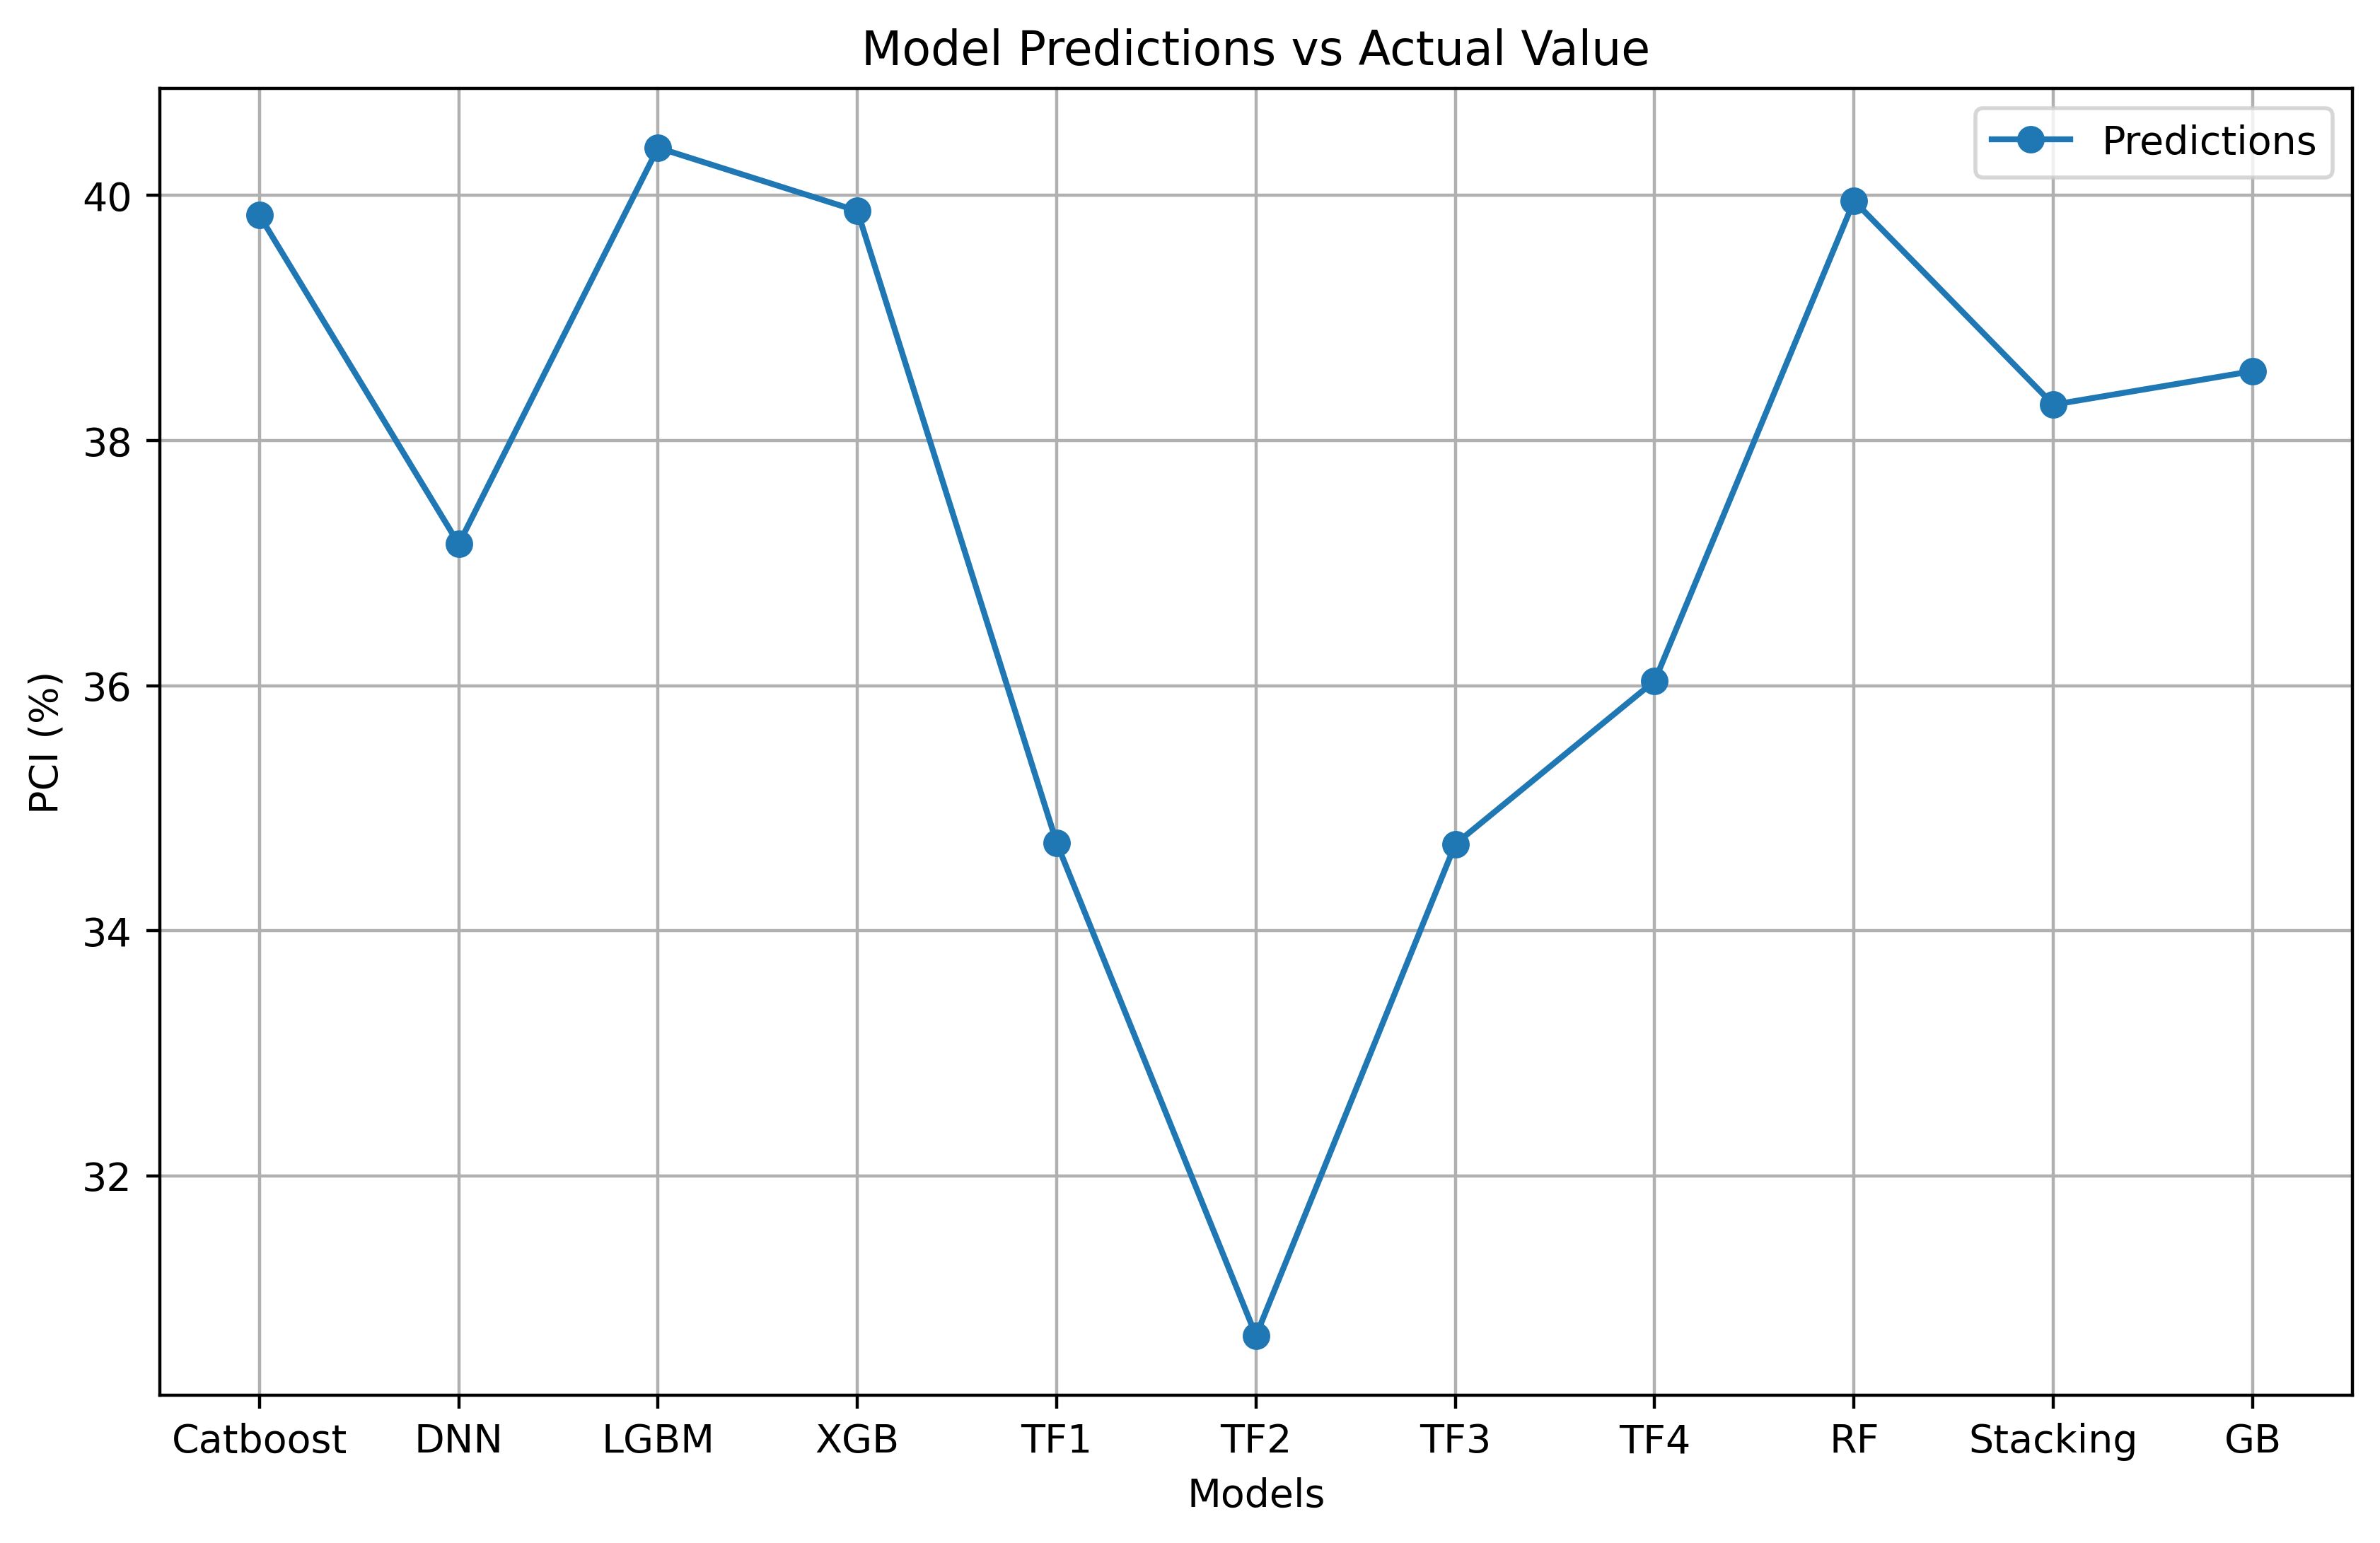 Model Predictions vs Actual Value
Predictions
40
38
36
34
32
PCI (%)
Catboost DNN LGBM XGB TF1 TF2 TF3 TF4 RF Stacking GB
Models